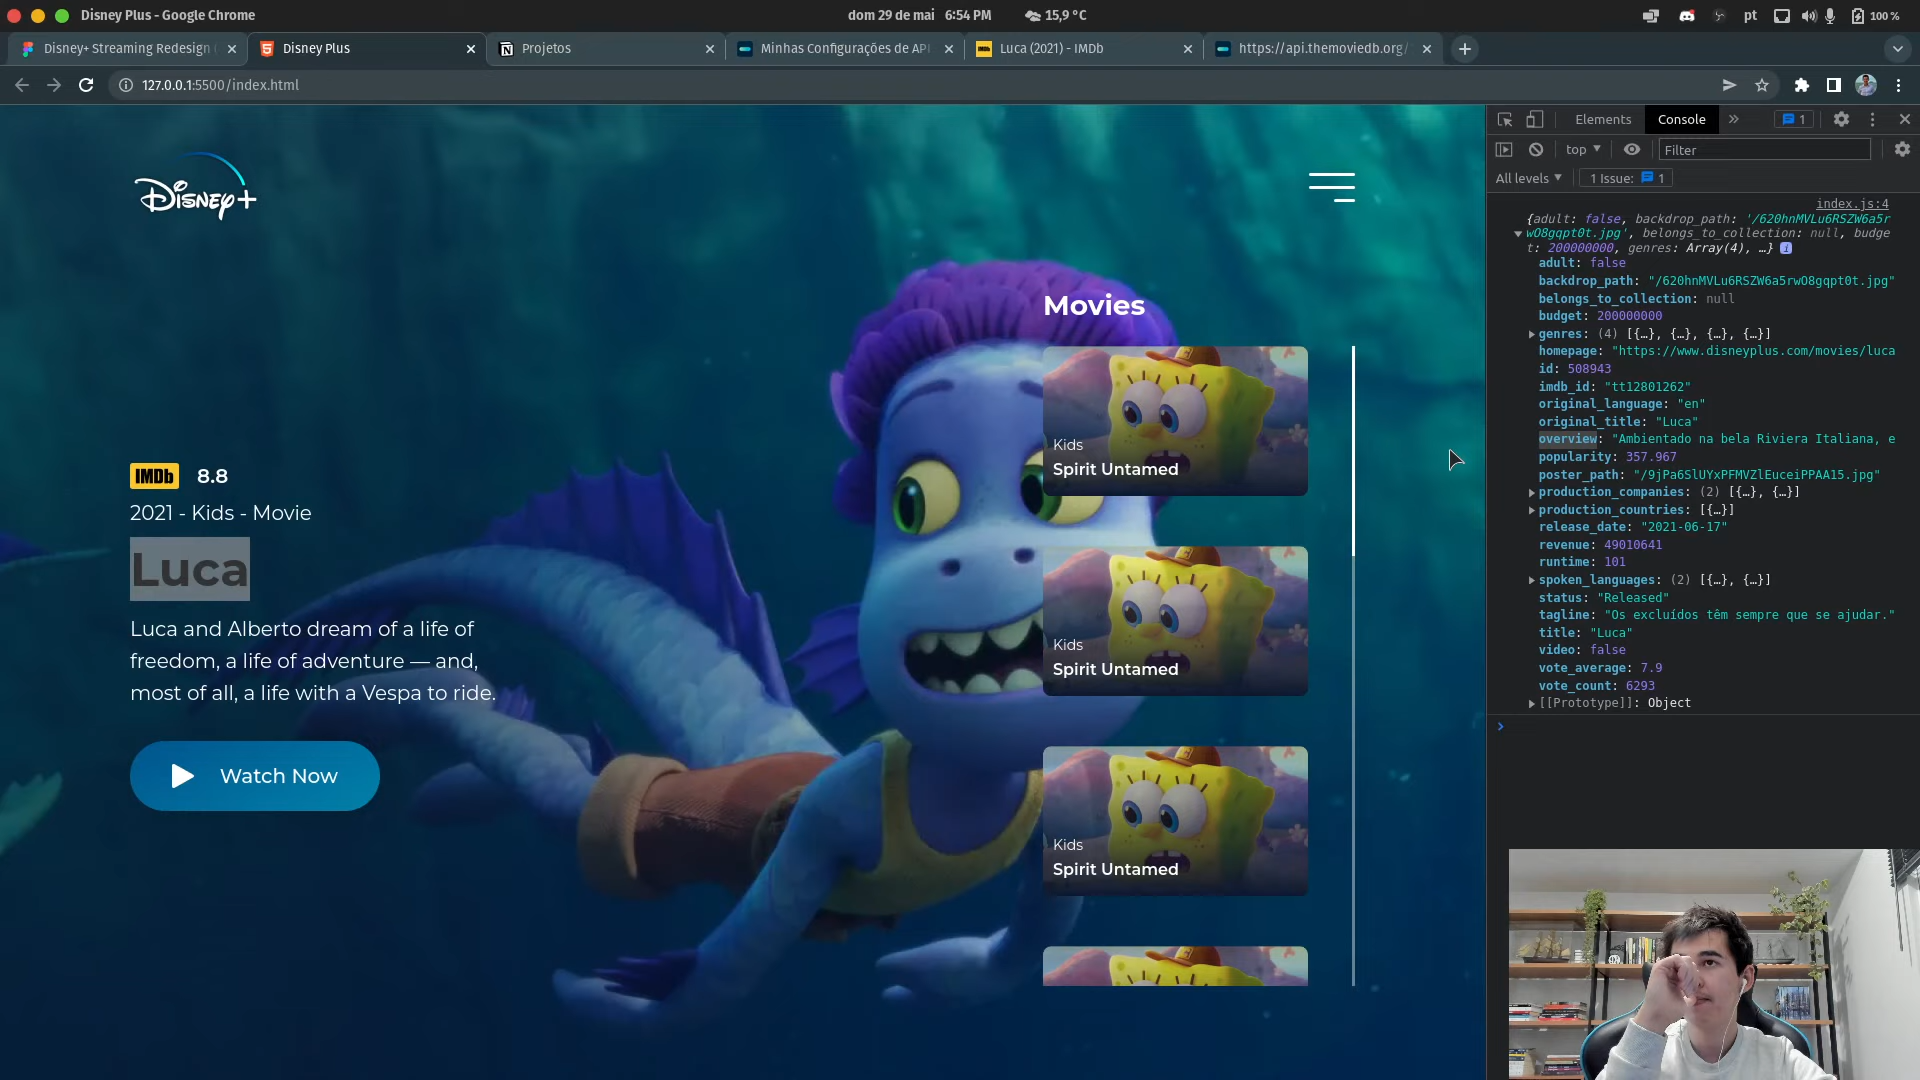 Disney Plus - Google Chrome
dom 29 de mai 6:54 PM
15,9 °C
pt
100 %
Disney+ Streaming Redesign (
Disney Plus
Projetos
Minhas Configurações de API
Luca (2021) - IMDb
https://api.themoviedb.org/
127.0.0.1:5500/index.html
Elements
Console
1
top
Filter
All levels
1 Issue: 1
index.js:4
{adult: false, backdrop_path: '/620hnMVLu6RSZW6a5r
wO8gqpt0t.jpg', belongs_to_collection: null, budge
t: 200000000, genres: Array(4), …}
adult: false
backdrop_path: "/620hnMVLu6RSZW6a5rwO8gqpt0t.jpg"
belongs_to_collection: null
budget: 200000000
genres: (4) [{…}, {…}, {…}, {…}]
homepage: "https://www.disneyplus.com/movies/luca
id: 508943
imdb_id: "tt12801262"
original_language: "en"
original_title: "Luca"
overview: "Ambientado na bela Riviera Italiana, e
popularity: 357.967
poster_path: "/9jPa6SlUYxPFMVZlEuceiPPAA15.jpg"
production_companies: (2) [{…}, {…}]
production_countries: [{…}]
release_date: "2021-06-17"
revenue: 49010641
runtime: 101
spoken_languages: (2) [{…}, {…}]
status: "Released"
tagline: "Os excluídos têm sempre que se ajudar."
title: "Luca"
video: false
vote_average: 7.9
vote_count: 6293
[[Prototype]]: Object
Disney+
IMDb 8.8
2021 - Kids - Movie
Luca
Luca and Alberto dream of a life of
freedom, a life of adventure — and,
most of all, a life with a Vespa to ride.
Watch Now
Movies
Kids
Spirit Untamed
Kids
Spirit Untamed
Kids
Spirit Untamed